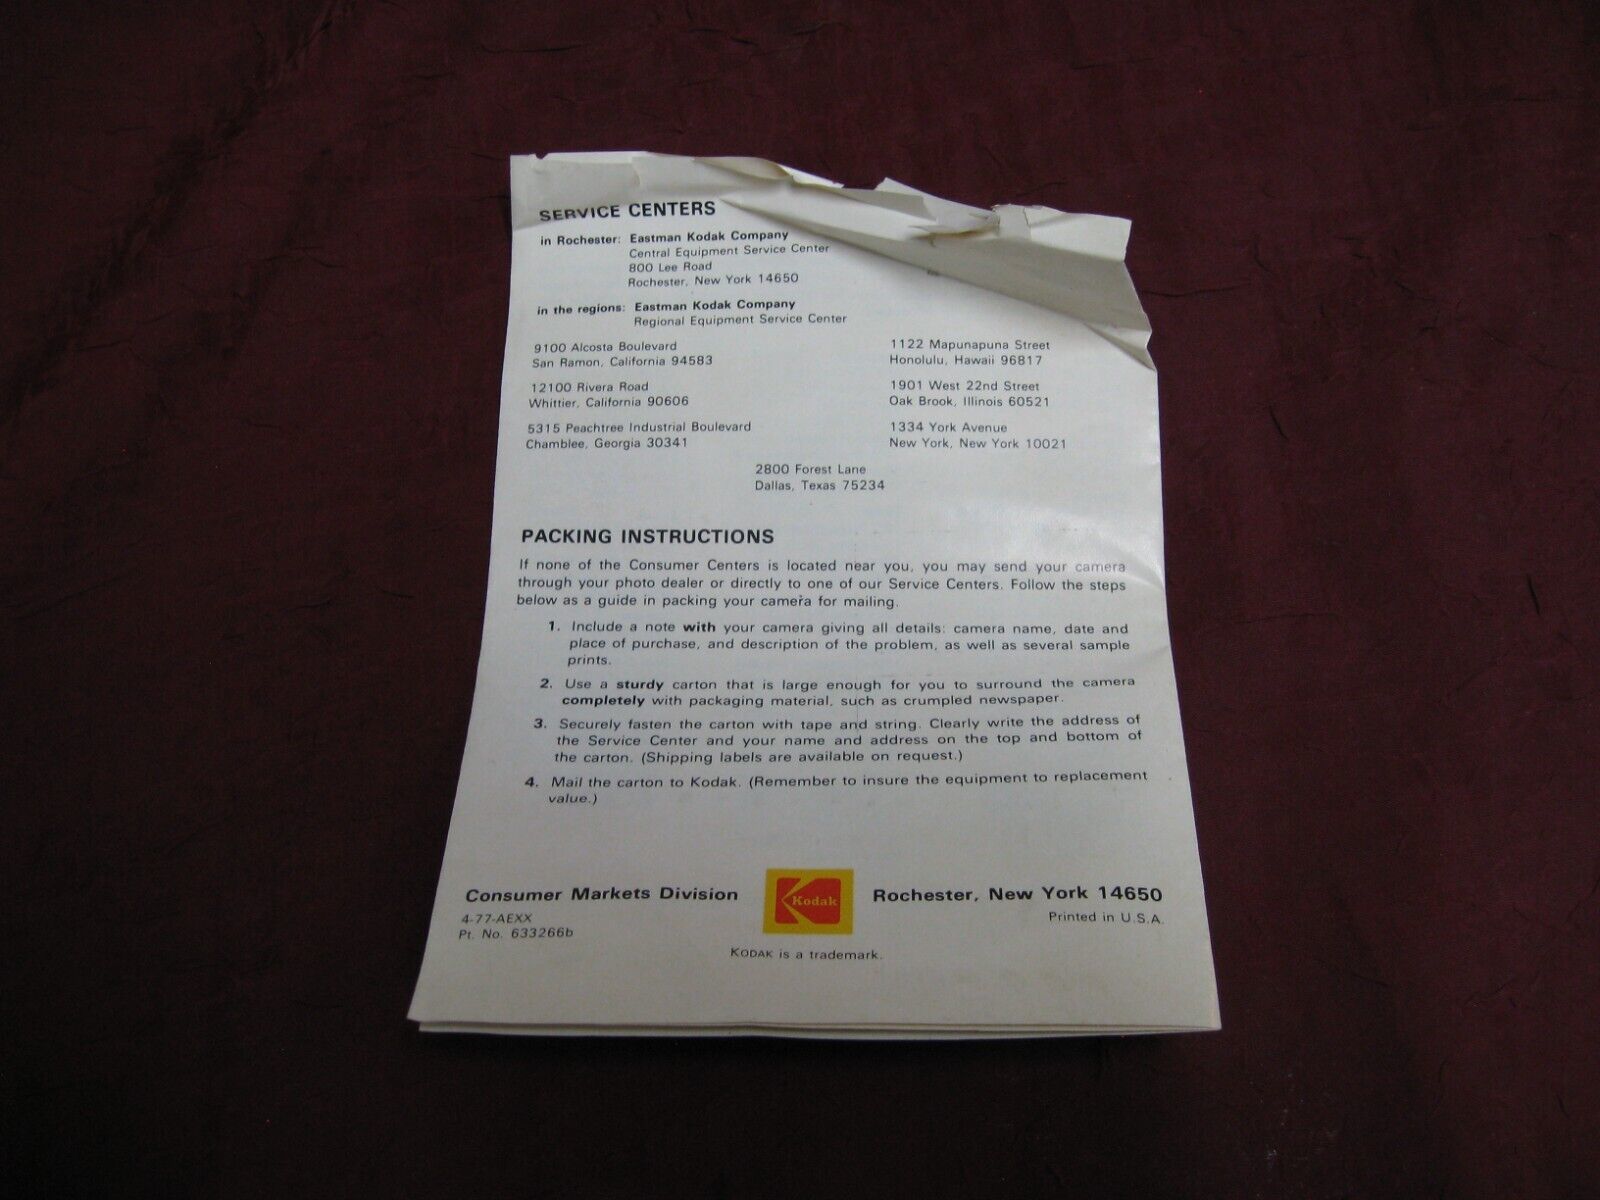 SERVICE CENTERS
in Rochester: Eastman Kodak Company
Central Equipment Service Center
800 Lee Road
Rochester, New York 14650
in the regions: Eastman Kodak Company
Regional Equipment Service Center
9100 Alcosta Boulevard
San Ramon, California 94583
12100 Rivera Road
Whittier, California 90606
5315 Peachtree Industrial Boulevard
Chamblee, Georgia 30341
1122 Mapunapuna Street
Honolulu, Hawaii 96817
1901 West 22nd Street
Oak Brook, Illinois 60521
1334 York Avenue
New York, New York 10021
2800 Forest Lane
Dallas, Texas 75234
PACKING INSTRUCTIONS
If none of the Consumer Centers is located near you, you may send your camera
through your photo dealer or directly to one of our Service Centers. Follow the steps
below as a guide in packing your camera for mailing.
1. Include a note with your camera giving all details: camera name, date and
place of purchase, and description of the problem, as well as several sample
prints.
2. Use a sturdy carton that is large enough for you to surround the camera
completely with packaging material, such as crumpled newspaper.
3. Securely fasten the carton with tape and string. Clearly write the address of
the Service Center and your name and address on the top and bottom of
the carton. (Shipping labels are available on request.)
4. Mail the carton to Kodak. (Remember to insure the equipment to replacement
value.)
Consumer Markets Division
4-77-AEXX
Pt. No. 633266b
Kodak
KODAK is a trademark.
Rochester, New York 14650
Printed in U.S.A.